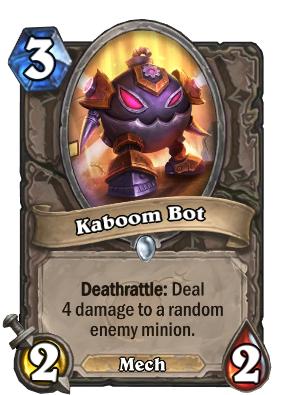 3
Kaboom Bot
Deathrattle: Deal
4 damage to a random
enemy minion.
2
Mech
2